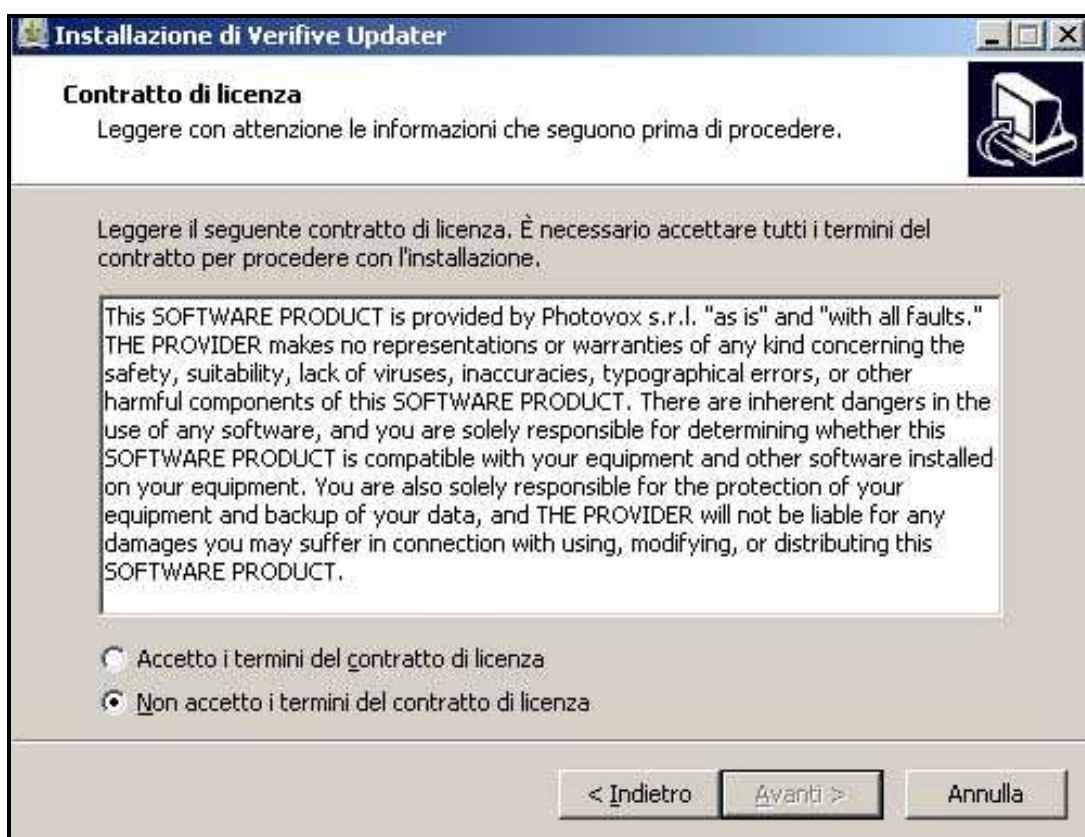 Installazione di Verifive Updater
Contratto di licenza
Leggere con attenzione le informazioni che seguono prima di procedere.
Leggere il seguente contratto di licenza. È necessario accettare tutti i termini del
contratto per procedere con l'installazione.
This SOFTWARE PRODUCT is provided by Photovox s.r.l. "as is" and "with all faults."
THE PROVIDER makes no representations or warranties of any kind concerning the
safety, suitability, lack of viruses, inaccuracies, typographical errors, or other
harmful components of this SOFTWARE PRODUCT. There are inherent dangers in the
use of any software, and you are solely responsible for determining whether this
SOFTWARE PRODUCT is compatible with your equipment and other software installed
on your equipment. You are also solely responsible for the protection of your
equipment and backup of your data, and THE PROVIDER will not be liable for any
damages you may suffer in connection with using, modifying, or distributing this
SOFTWARE PRODUCT.
Accetto i termini del contratto di licenza
Non accetto i termini del contratto di licenza
< Indietro
Avanti >
Annulla